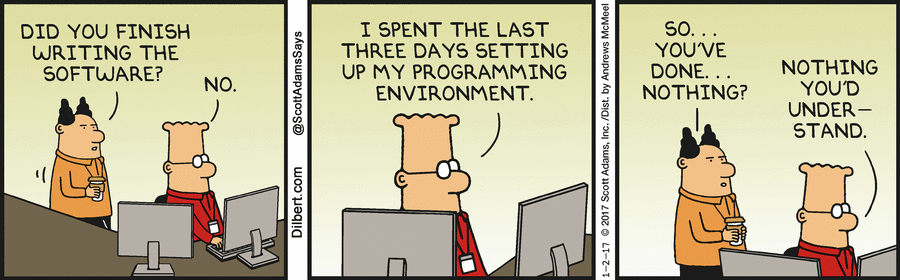 DID YOU FINISH
WRITING THE
SOFTWARE?
NO.
Dilbert.com @ScottAdamsSays
I SPENT THE LAST
THREE DAYS SETTING
UP MY PROGRAMMING
ENVIRONMENT.
1-2-17 © 2017 Scott Adams, Inc. /Dist. by Andrews McMeel
SO...
YOU'VE
DONE...
NOTHING?
NOTHING
YOU'D
UNDER-
STAND.